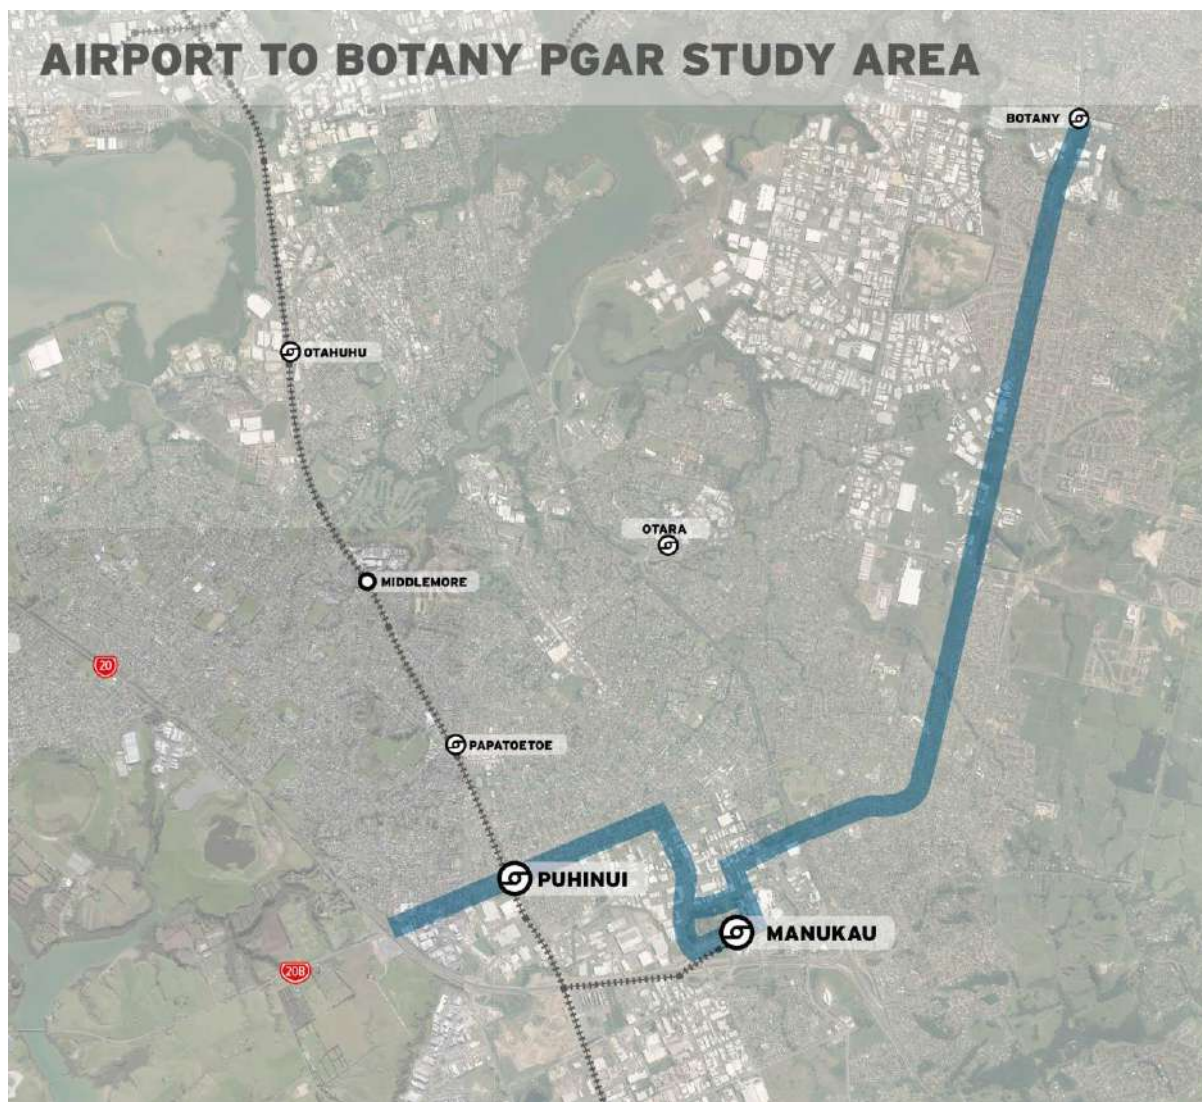 AIRPORT TO BOTANY PGAR STUDY AREA
BOTANY
OTAHUHU
OTARA
MIDDLEMORE
20
PAPATOETOE
PUHINUI
MANUKAU
20B